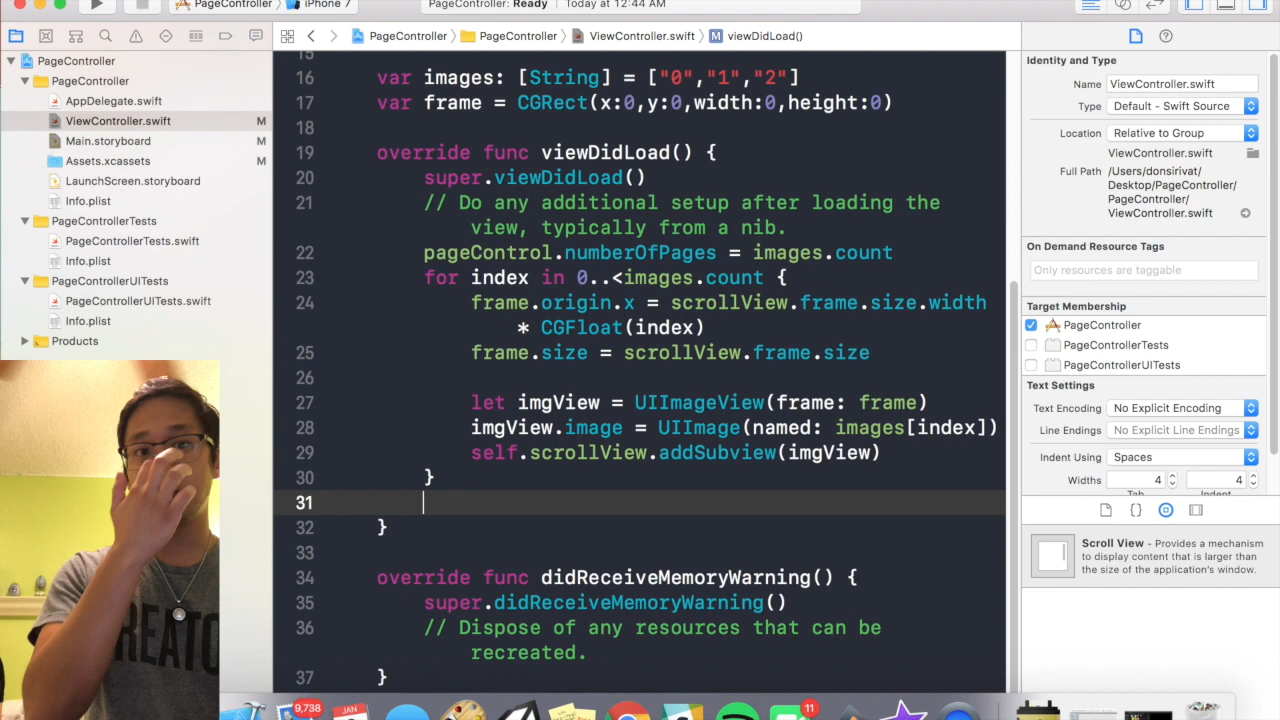 PageController
iPhone 7
PageController: Ready
Today at 12:44 AM
PageController
PageController
ViewController.swift
M
viewDidLoad()
PageController
PageController
AppDelegate.swift
ViewController.swift
M
Main.storyboard
M
Assets.xcassets
M
LaunchScreen.storyboard
Info.plist
PageControllerTests
PageControllerTests.swift
Info.plist
PageControllerUITests
PageControllerUITests.swift
Info.plist
Products
15
16 var images: [String] = ["0","1","2"]
17 var frame = CGRect(x:0,y:0,width:0,height:0)
18
19 override func viewDidLoad() {
20 super.viewDidLoad()
21 // Do any additional setup after loading the
view, typically from a nib.
22 pageControl.numberOfPages = images.count
23 for index in 0..<images.count {
24 frame.origin.x = scrollView.frame.size.width
* CGFloat(index)
25 frame.size = scrollView.frame.size
26
27 let imgView = UIImageView(frame: frame)
28 imgView.image = UIImage(named: images[index])
29 self.scrollView.addSubview(imgView)
30 }
31
32 }
33
34 override func didReceiveMemoryWarning() {
35 super.didReceiveMemoryWarning()
36 // Dispose of any resources that can be
recreated.
37 }
Identity and Type
Name ViewController.swift
Type Default - Swift Source
Location Relative to Group
ViewController.swift
Full Path /Users/donsirivat/
Desktop/PageController/
PageController/
ViewController.swift
On Demand Resource Tags
Only resources are taggable
Target Membership
PageController
PageControllerTests
PageControllerUITests
Text Settings
Text Encoding No Explicit Encoding
Line Endings No Explicit Line Endings
Indent Using Spaces
Widths 4 4
Tab Indent
{}
Scroll View - Provides a mechanism
to display content that is larger than
the size of the application's window.
9,738
JAN
11